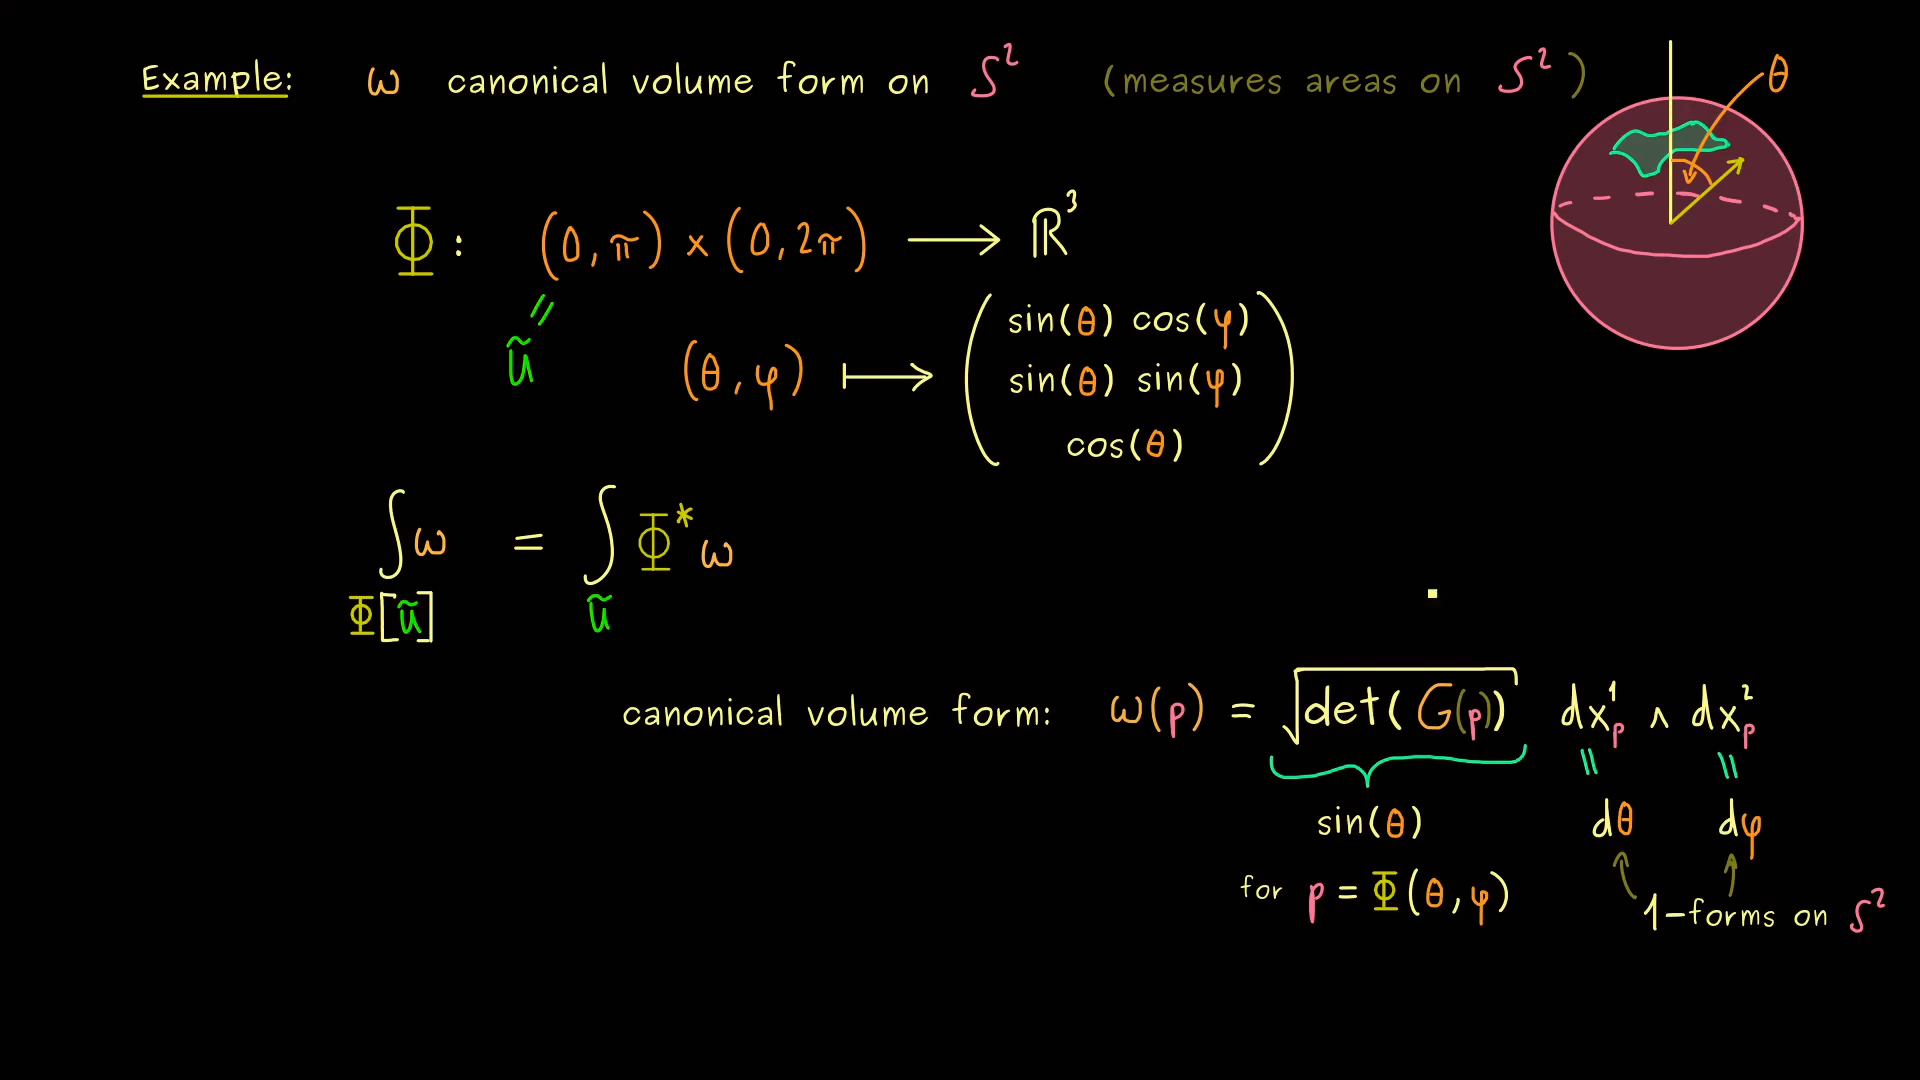 Example: ω canonical volume form on S² (measures areas on S²)
θ
Φ: (0,π) x (0,2π) ⟶ ℝ³
=
ũ
(θ,φ) ⟼ ( sin(θ) cos(φ)
sin(θ) sin(φ)
cos(θ) )
∫ω = ∫Φ*ω
Φ[ũ] ũ
canonical volume form: ω(p) = √det(G(p)) dx¹ₚ ∧ dx²ₚ
= =
sin(θ) dθ dφ
for p = Φ(θ,φ)
1-forms on S²